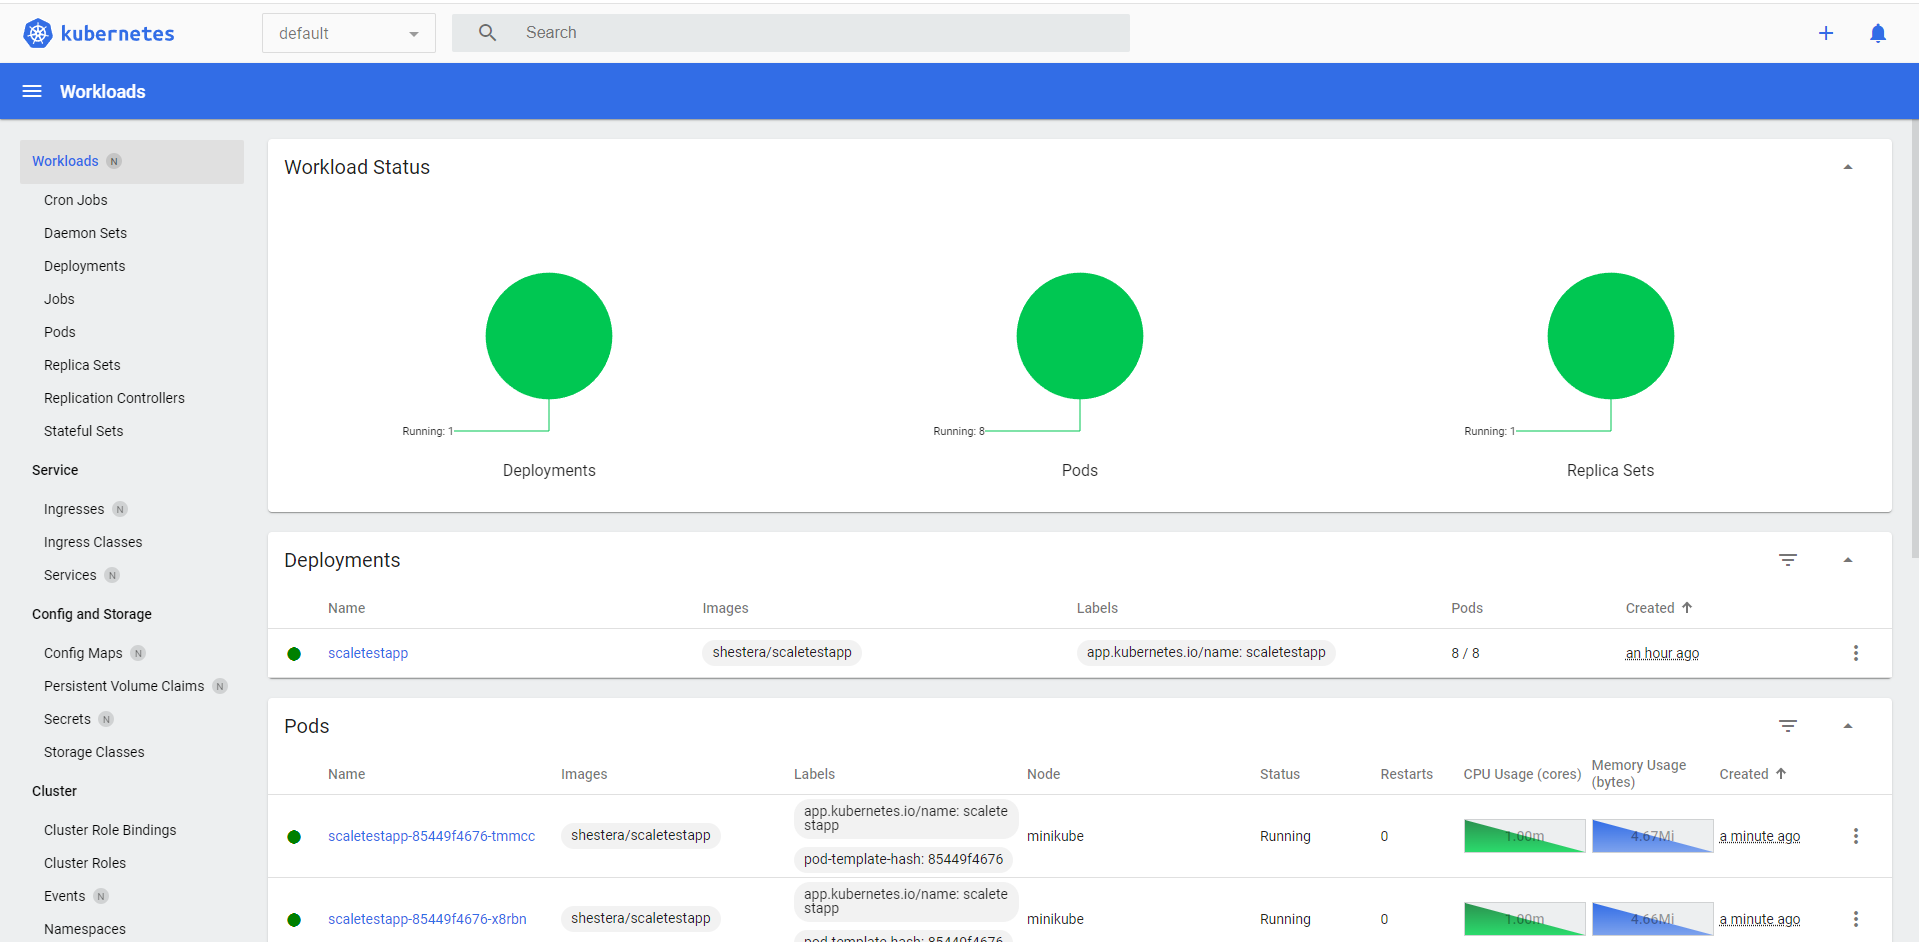 kubernetes
default
Search
Workloads
Workloads N
Cron Jobs
Daemon Sets
Deployments
Jobs
Pods
Replica Sets
Replication Controllers
Stateful Sets
Service
Ingresses N
Ingress Classes
Services N
Config and Storage
Config Maps N
Persistent Volume Claims N
Secrets N
Storage Classes
Cluster
Cluster Role Bindings
Cluster Roles
Events N
Namespaces
Workload Status
Running: 1
Deployments
Running: 8
Pods
Running: 1
Replica Sets
Deployments
Name Images Labels Pods Created
scaletestapp shestera/scaletestapp app.kubernetes.io/name: scaletestapp 8 / 8 an hour ago
Pods
Name Images Labels Node Status Restarts CPU Usage (cores) Memory Usage
(bytes) Created
app.kubernetes.io/name: scalete
stapp
scaletestapp-85449f4676-tmmcc shestera/scaletestapp minikube Running 0 1.00m 4.67Mi a minute ago
pod-template-hash: 85449f4676
app.kubernetes.io/name: scalete
stapp
scaletestapp-85449f4676-x8rbn shestera/scaletestapp minikube Running 0 1.00m 4.66Mi a minute ago
pod-template-hash: 85449f4676